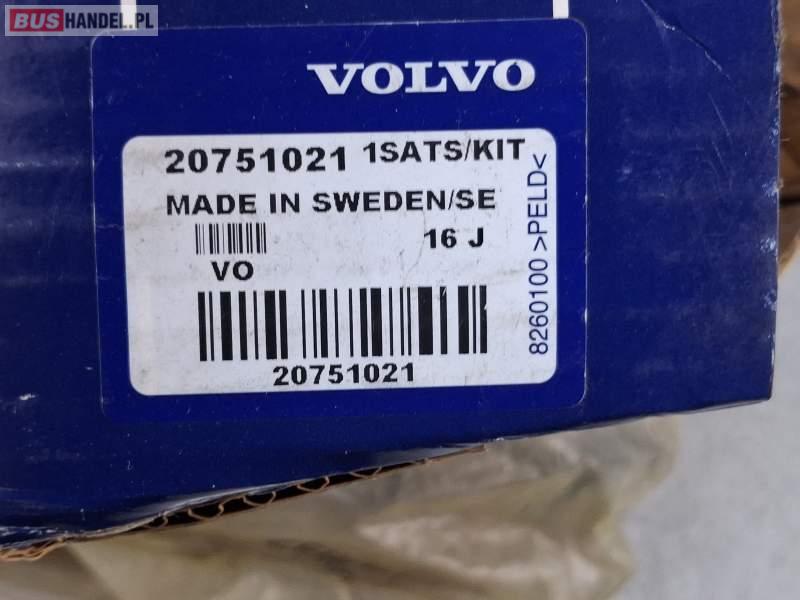 BUSHANDEL.PL
VOLVO
20751021 1SATS/KIT
MADE IN SWEDEN/SE
16 J
VO
20751021
8260100 >PELD<